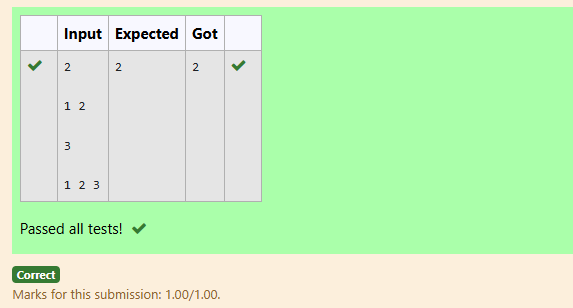 Input Expected Got
2 2 2
1 2
3
1 2 3
Passed all tests!
Correct
Marks for this submission: 1.00/1.00.